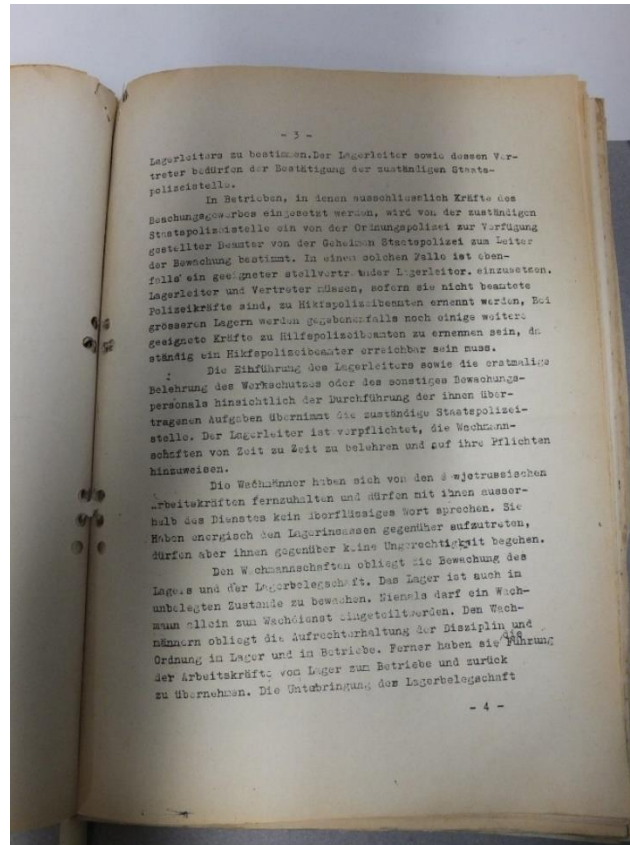 - 3 -
Lagerleiters zu bestimmen.Der Lagerleiter sowie dessen Ver-
treter bedürfen der Bestätigung der zuständigen Staats-
polizeistelle.
In Betrieben, in denen ausschliesslich Kräfte des
Beachungsgewerbes eingesetzt werden, wird von der zuständigen
Staatspolizeistelle ein von der Ordnungspolizei zur Verfügung
gestellter Beamter von der Geheimen Staatspolizei zum Leiter
der Bewachung bestimmt. In einem solchen Falle ist eben-
falls ein geeigneter stellvertretender Lagerleiter. einzusetzen.
Lagerleiter und Vertreter müssen, sofern sie nicht beamtete
Polizeikräfte sind, zu Hikfspolizeibeamten ernennt werden, Bei
grösseren Lagern werden gegebenenfalls noch einige weitere
geeignete Kräfte zu Hilfspolizeibeamten zu ernennen sein, da
ständig ein Hikfspolizeibeamter erreichbar sein muss.
Die Einführung des Lagerleiters sowie die erstmalige
Belehrung des Werkschutzes oder des sonstiges Bewachungs-
personals hinsichtlich der Durchführung der ihnen über-
tragenen Aufgaben übernimmt die zuständige Staatspolizei-
stelle. Der Lagerleiter ist verpflichtet, die Wachmann-
schaften von Zeit zu Zeit zu belehren und auf ihre Pflichten
hinzuweisen.
Die Wachmänner haben sich von den sowjetrussischen
Arbeitskräften fernzuhalten und dürfen mit ihnen ausser-
halb des Dienstes kein überflüssiges Wort sprechen. Sie
Haben energisch den Lagerinsassen gegenüher aufzutreten,
dürfen aber ihnen gegenüber keine Ungerechtigkeit begehen.
Den Wachmannschaften obliegt die Bewachung des
Lagers und der Lagerbelegschaft. Das Lager ist auch im
unbelegten Zustande zu bewachen. Niemals darf ein Wach-
mann allein zum Wachdienst eingeteiltwerden. Den Wach-
männern obliegt die Aufrechterhaltung der Disziplin und
Ordnung im Lager und im Betriebe. Ferner haben sie die Führung
der Arbeitskräfte vom Lager zum Betriebe und zurück
zu übernehmen. Die Untebringung des Lagerbelegschaft
- 4 -